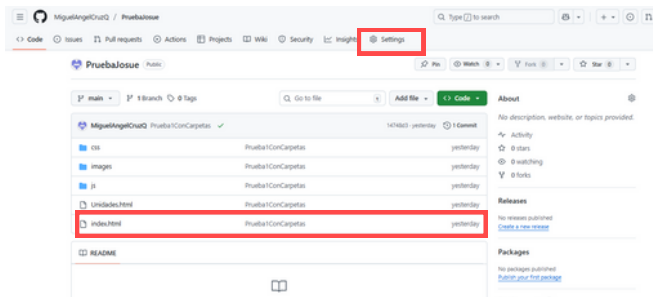 MiguelAngelCruzQ / PruebaJosue
Type / to search
Code Issues Pull requests Actions Projects Wiki Security Insights Settings
PruebaJosue Public
Pin Watch 0 Fork 0 Star 0
main 1 Branch 0 Tags
Go to file
Add file Code
MiguelAngelCruzQ Prueba1ConCarpetas
1474b03 · yesterday 1 Commit
css Prueba1ConCarpetas yesterday
images Prueba1ConCarpetas yesterday
js Prueba1ConCarpetas yesterday
Unidades.html Prueba1ConCarpetas yesterday
index.html Prueba1ConCarpetas yesterday
README
About
No description, website, or topics provided.
Activity
0 stars
0 watching
0 forks
Releases
No releases published
Create a new release
Packages
No packages published
Publish your first package